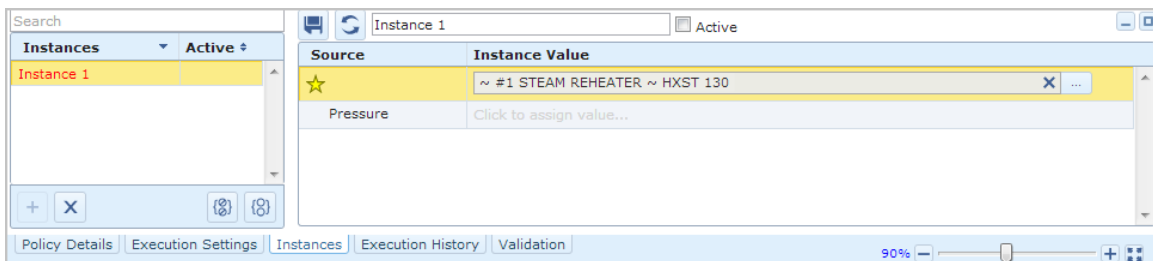 Search
Instances Active
Instance 1
Instance 1 Active
Source Instance Value
~ #1 STEAM REHEATER ~ HXST 130 ...
Pressure Click to assign value...
Policy Details Execution Settings Instances Execution History Validation
90%